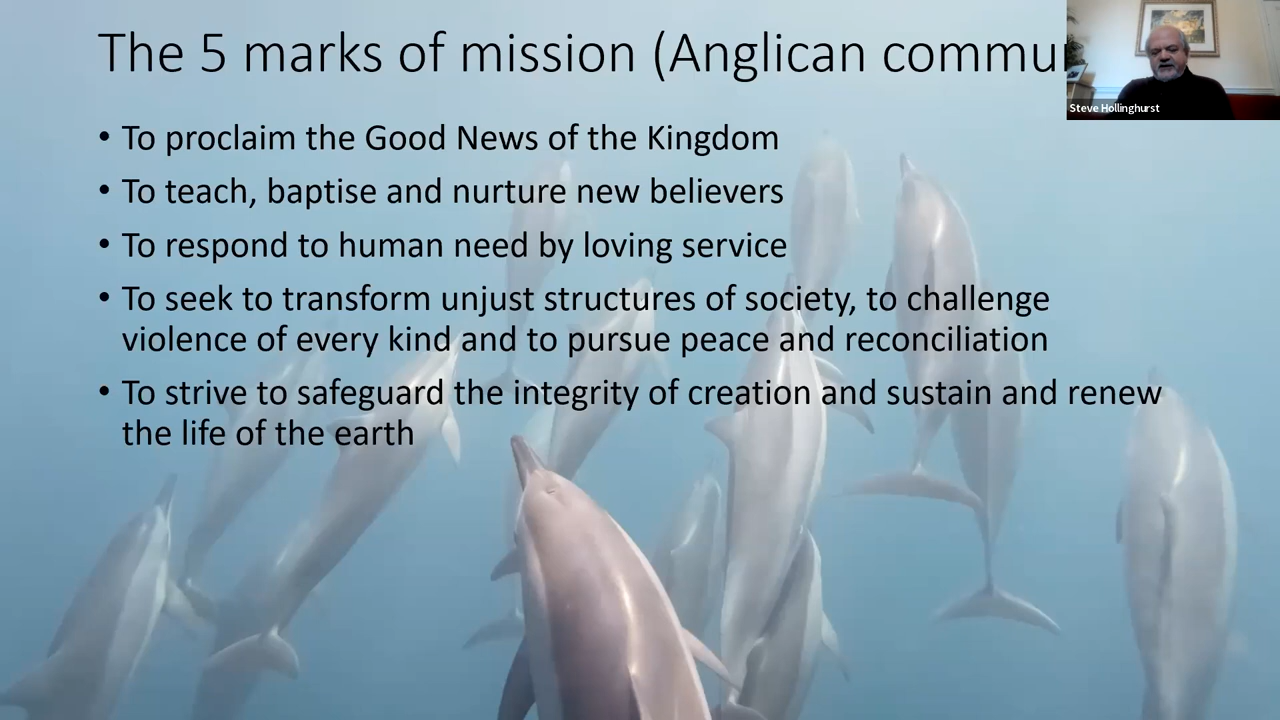 The 5 marks of mission (Anglican commu
Steve Hollinghurst
• To proclaim the Good News of the Kingdom
• To teach, baptise and nurture new believers
• To respond to human need by loving service
• To seek to transform unjust structures of society, to challenge
violence of every kind and to pursue peace and reconciliation
• To strive to safeguard the integrity of creation and sustain and renew
the life of the earth